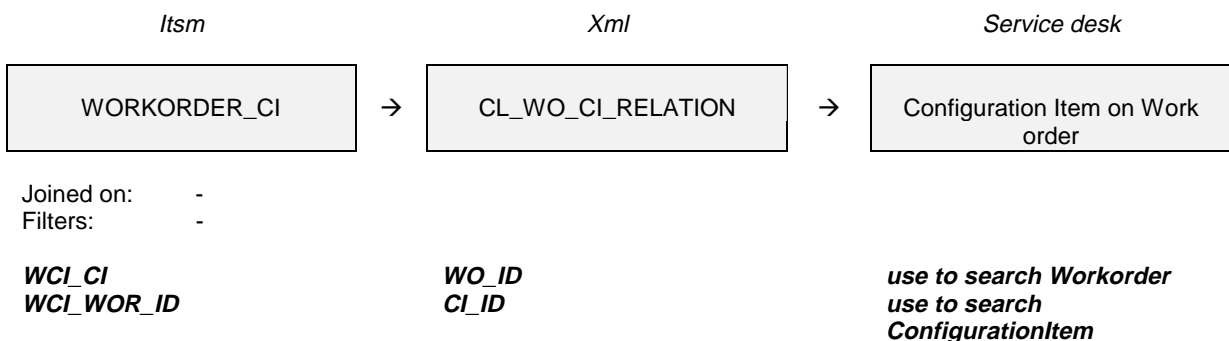 Itsm Xml Service desk
WORKORDER_CI → CL_WO_CI_RELATION → Configuration Item on Work
order
Joined on: -
Filters: -
WCI_CI WO_ID use to search Workorder
WCI_WOR_ID CI_ID use to search
ConfigurationItem